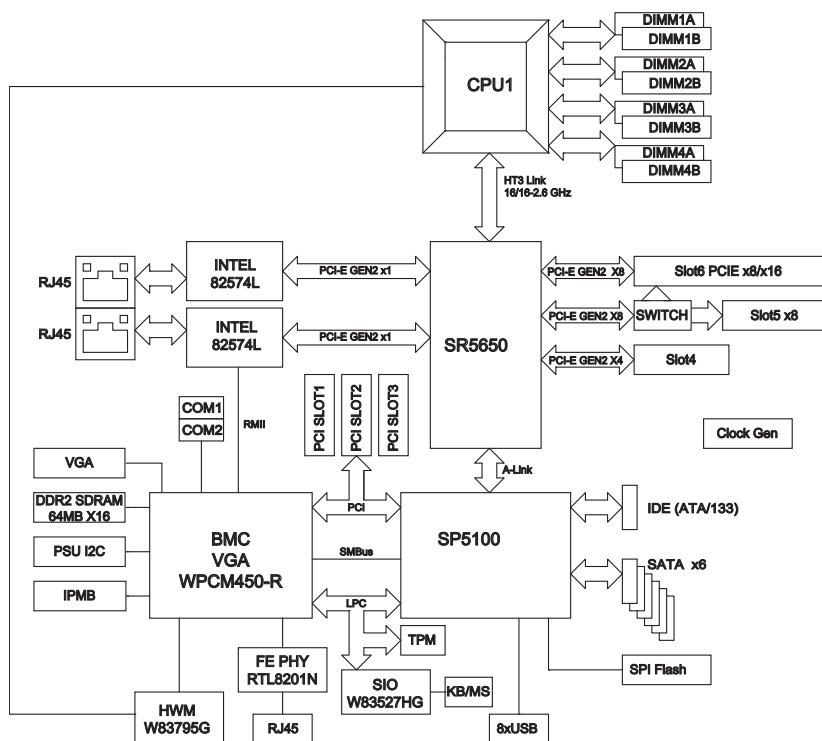 CPU1
DIMM1A
DIMM1B
DIMM2A
DIMM2B
DIMM3A
DIMM3B
DIMM4A
DIMM4B
HT3 Link
16/16-2.6 GHz
RJ45
INTEL
82574L
PCI-E GEN2 x1
RJ45
INTEL
82574L
PCI-E GEN2 x1
SR5650
PCI-E GEN2 X8
Slot6 PCIE x8/x16
PCI-E GEN2 X8
SWITCH
Slot5 x8
PCI-E GEN2 X4
Slot4
RMII
COM1
COM2
PCI SLOT1
PCI SLOT2
PCI SLOT3
Clock Gen
A-Link
VGA
DDR2 SDRAM
64MB X16
PSU I2C
IPMB
BMC
VGA
WPCM450-R
PCI
SMBus
LPC
SP5100
IDE (ATA/133)
SATA x6
TPM
FE PHY
RTL8201N
SIO
W83527HG
KB/MS
SPI Flash
HWM
W83795G
RJ45
8xUSB